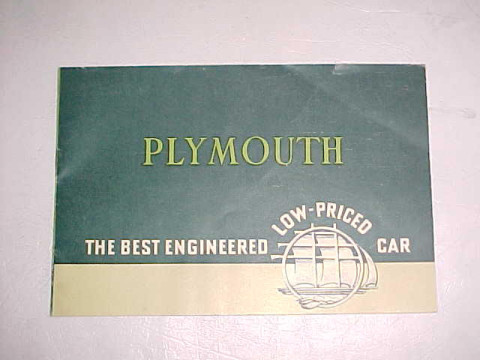 PLYMOUTH
THE BEST ENGINEERED LOW-PRICED CAR